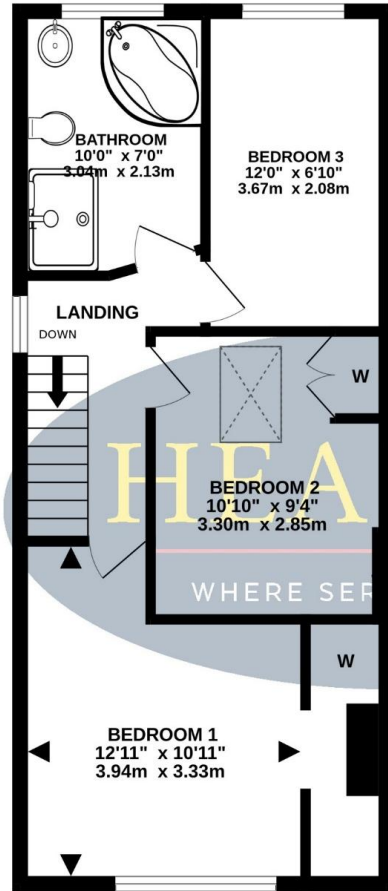 BATHROOM
10'0" x 7'0"
3.04m x 2.13m
BEDROOM 3
12'0" x 6'10"
3.67m x 2.08m
LANDING
DOWN
W
HEA
BEDROOM 2
10'10" x 9'4"
3.30m x 2.85m
WHERE SER
W
BEDROOM 1
12'11" x 10'11"
3.94m x 3.33m